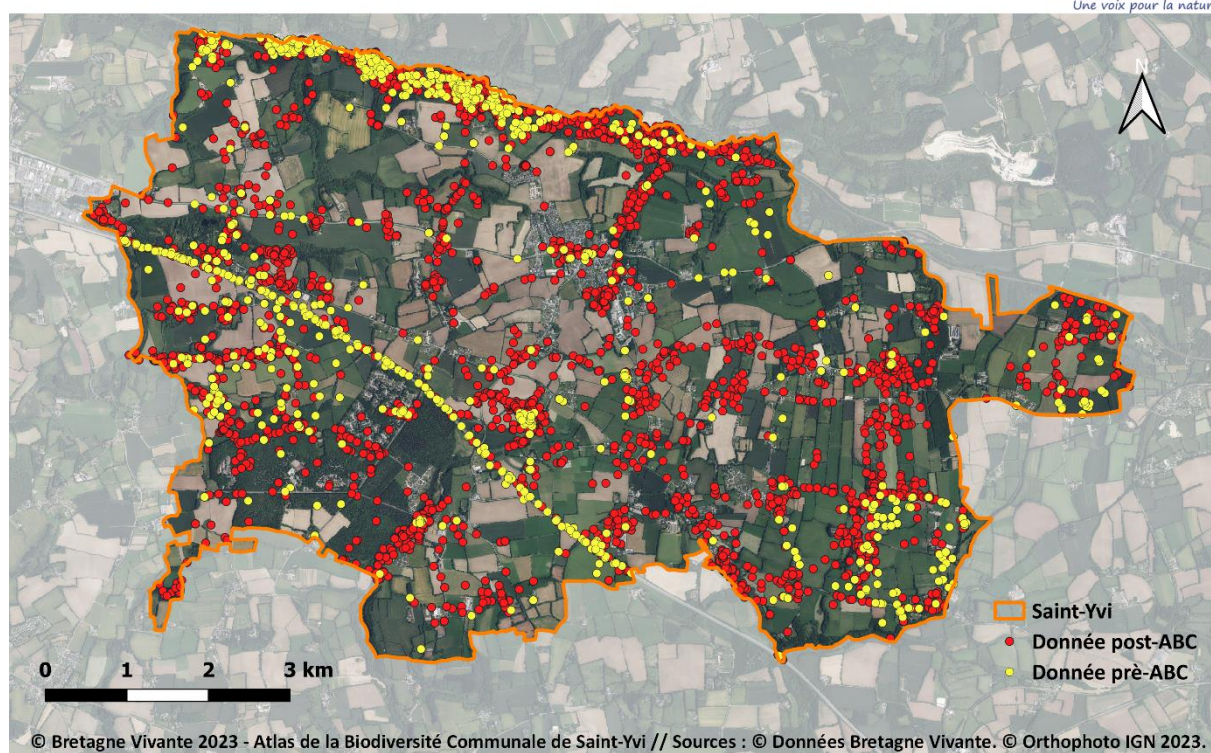 Une voix pour la natur
N
Saint-Yvi
Donnée post-ABC
Donnée prè-ABC
0 1 2 3 km
© Bretagne Vivante 2023 - Atlas de la Biodiversité Communale de Saint-Yvi // Sources : © Données Bretagne Vivante. © Orthophoto IGN 2023.